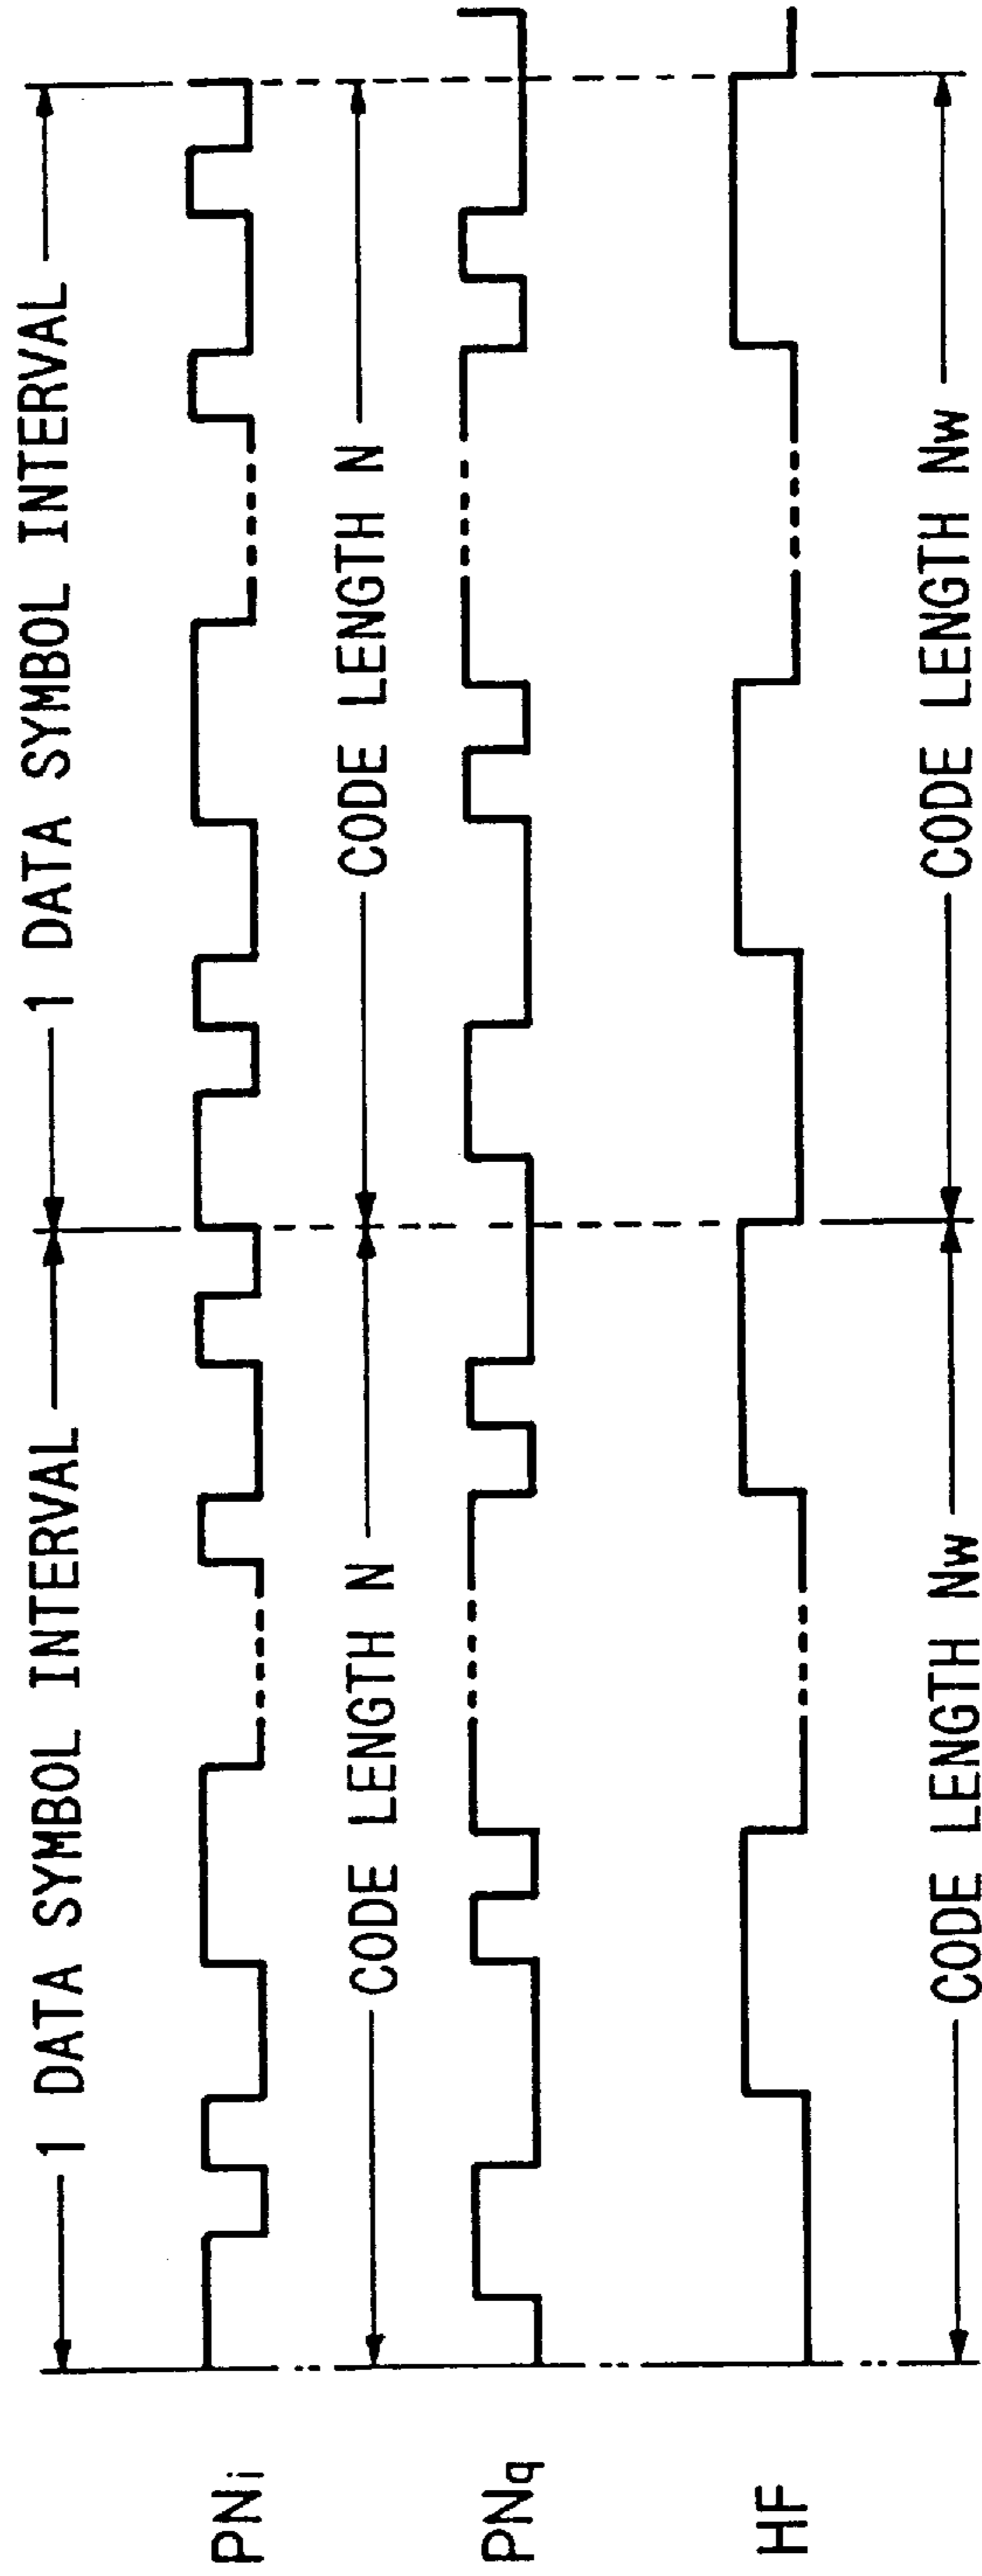 1 DATA SYMBOL INTERVAL 1 DATA SYMBOL INTERVAL
PNi
CODE LENGTH N CODE LENGTH N
PNq
HF
CODE LENGTH Nw CODE LENGTH Nw